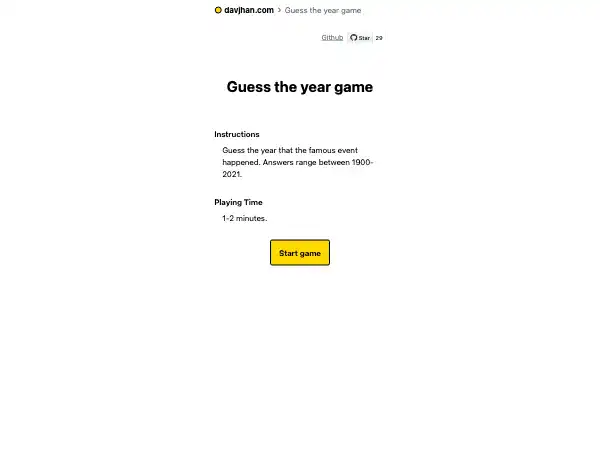 davjhan.com › Guess the year game
Github Star 29
Guess the year game
Instructions
Guess the year that the famous event
happened. Answers range between 1900-
2021.
Playing Time
1-2 minutes.
Start game